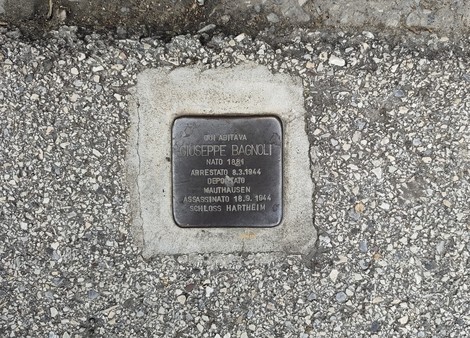 QUI ABITAVA
GIUSEPPE BAGNOLI
NATO 1881
ARRESTATO 8.3.1944
DEPORTATO
MAUTHAUSEN
ASSASSINATO 18.9.1944
SCHLOSS HARTHEIM